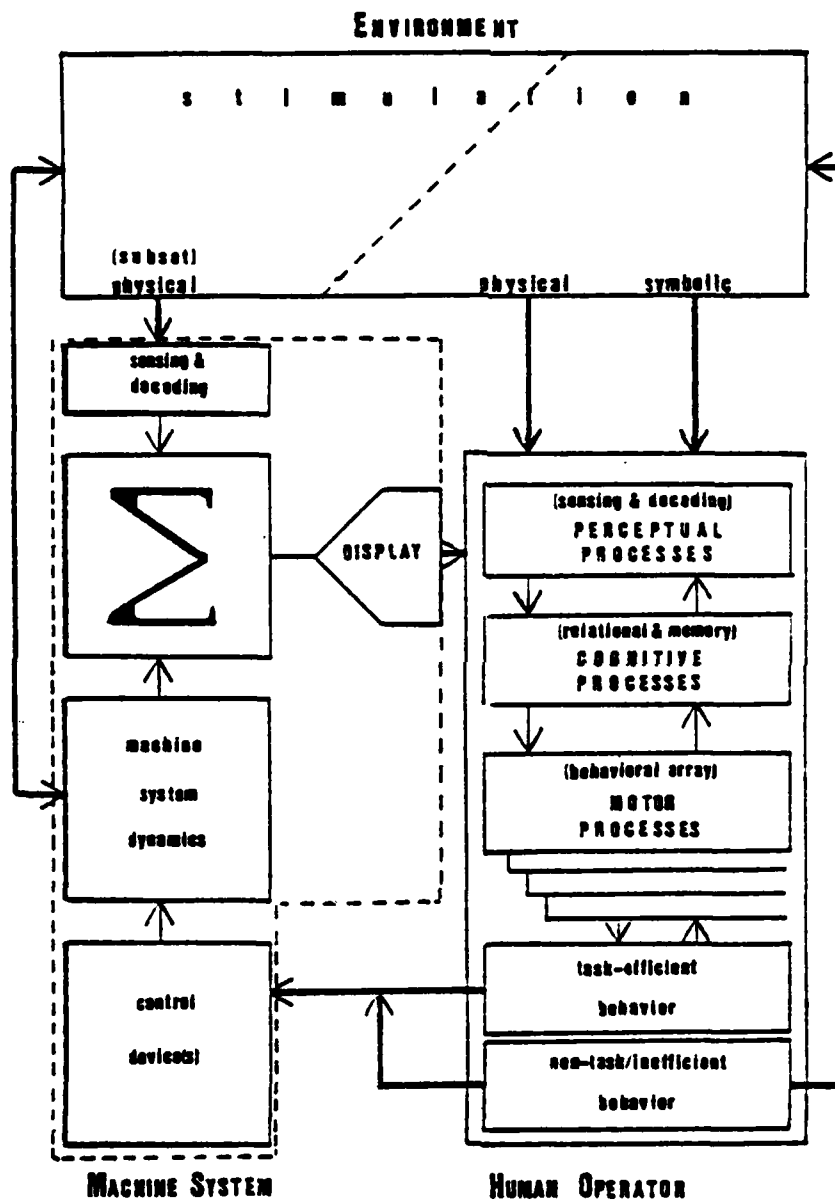 ENVIRONMENT
stimulation
(subset)
physical
physical
symbolic
sensing &
decoding
Σ
DISPLAY
machine
system
dynamics
control
device(s)
MACHINE SYSTEM
(sensing & decoding)
PERCEPTUAL
PROCESSES
(relational & memory)
COGNITIVE
PROCESSES
(behavioral array)
MOTOR
PROCESSES
task-efficient
behavior
non-task/inefficient
behavior
HUMAN OPERATOR